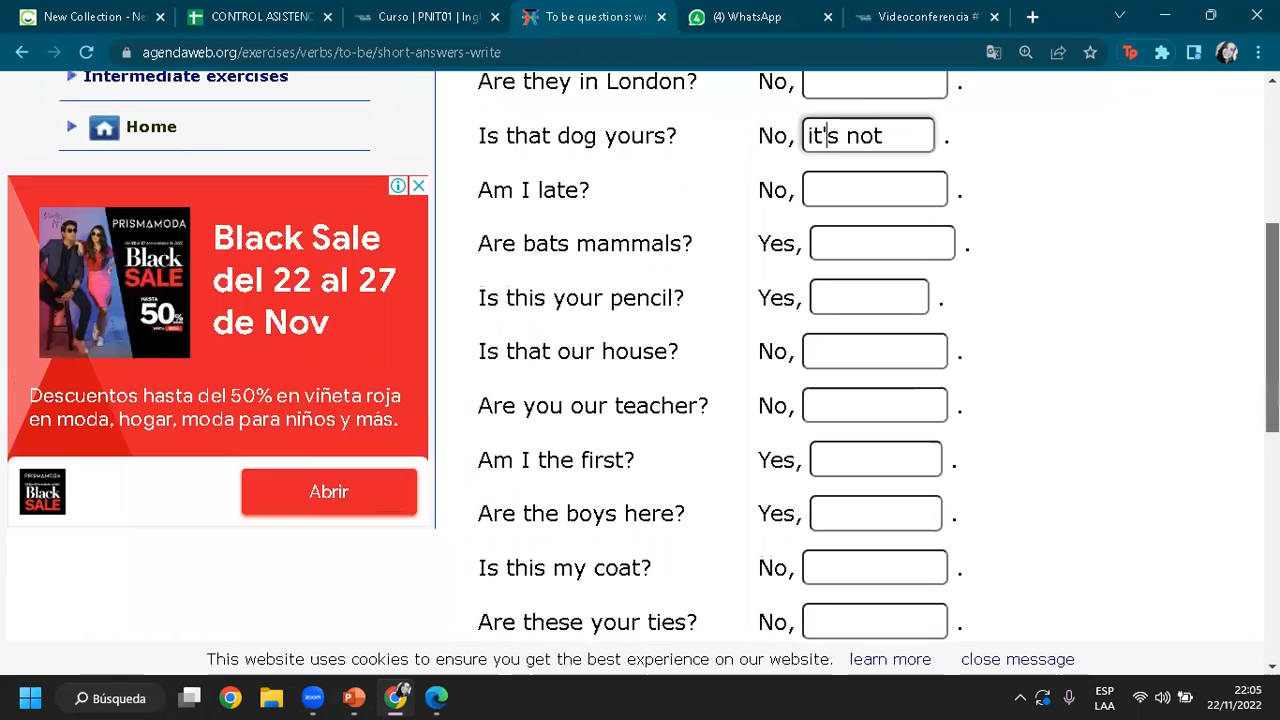 New Collection - Ne
CONTROL ASISTENC
Curso | PNIT01 | Ingl
To be questions: wr
(4) WhatsApp
Videoconferencia #
agendaweb.org/exercises/verbs/to-be/short-answers-write
Intermediate exercises
Home
PRISMAMODA
Black
SALE
HASTA
50%
Black Sale
del 22 al 27
de Nov
Descuentos hasta del 50% en viñeta roja
en moda, hogar, moda para niños y más.
PRISMAMODA
Black
SALE
Abrir
Are they in London? No, .
Is that dog yours? No, it's not .
Am I late? No, .
Are bats mammals? Yes, .
Is this your pencil? Yes, .
Is that our house? No, .
Are you our teacher? No, .
Am I the first? Yes, .
Are the boys here? Yes, .
Is this my coat? No, .
Are these your ties? No, .
This website uses cookies to ensure you get the best experience on our website. learn more close message
Búsqueda
zoom
ESP
LAA
22:05
22/11/2022